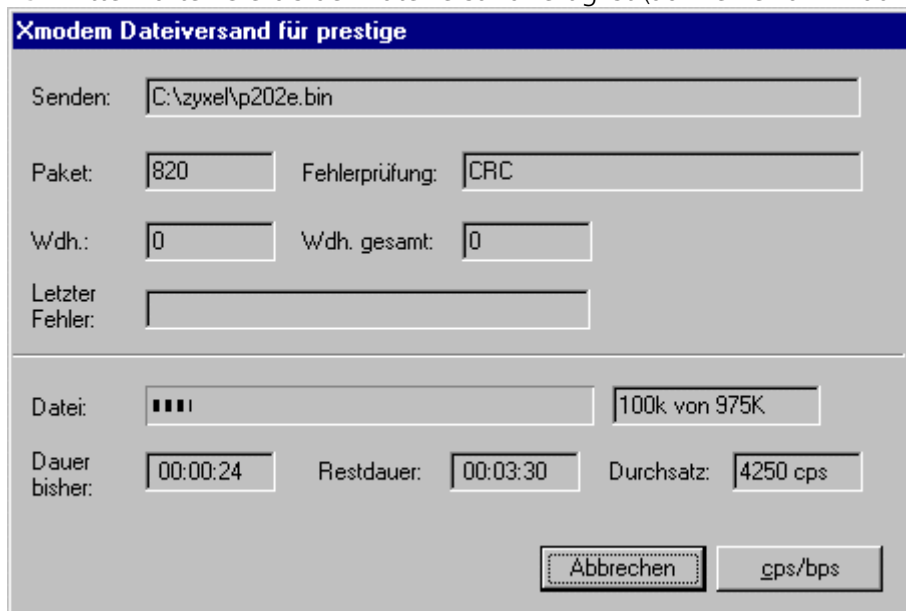 Xmodem Dateiversand für prestige
Senden: C:\zyxel\p202e.bin
Paket: 820 Fehlerprüfung: CRC
Wdh.: 0 Wdh. gesamt: 0
Letzter
Fehler:
Datei: 100k von 975K
Dauer
bisher: 00:00:24 Restdauer: 00:03:30 Durchsatz: 4250 cps
Abbrechen cps/bps